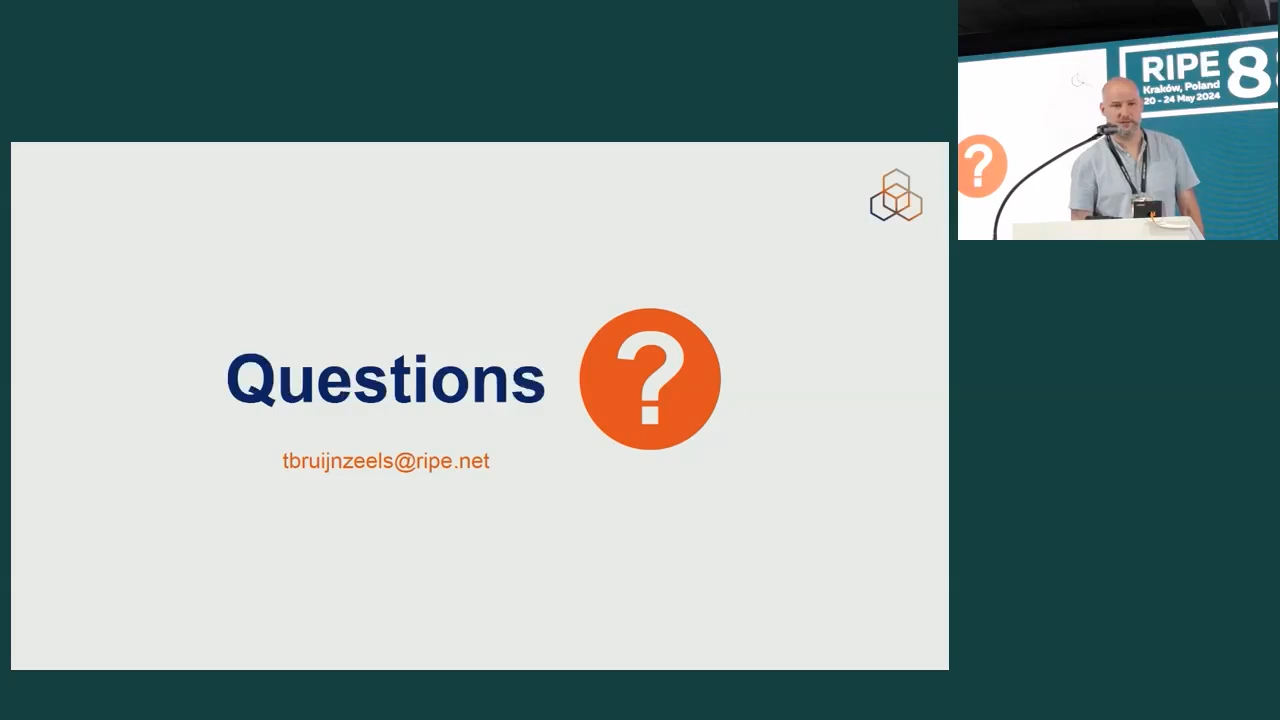 Questions ?
tbruijnzeels@ripe.net
RIPE 8
Kraków, Poland
20 - 24 May 2024
?